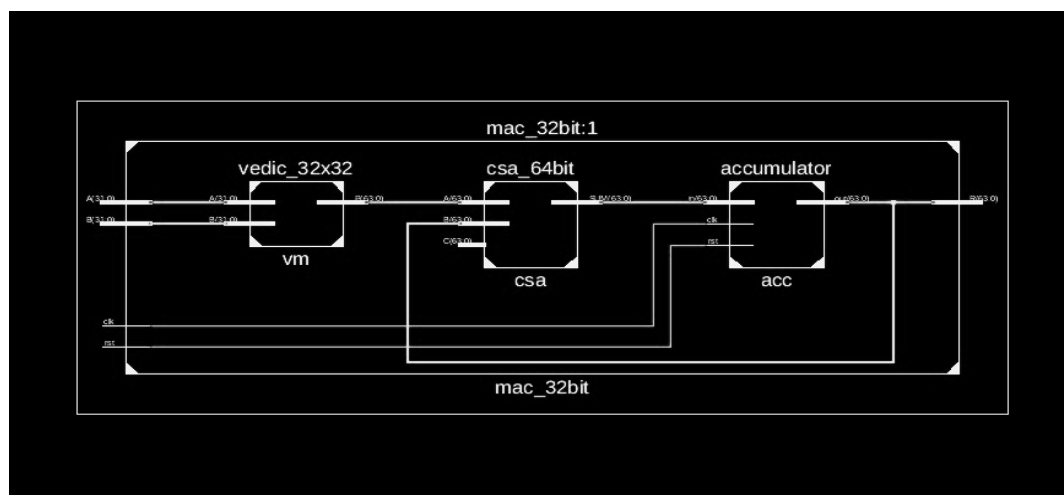 mac_32bit:1
vedic_32x32 csa_64bit accumulator
A(31:0) A(31:0) R(63:0) A(63:0) SUM(63:0) in(63:0) out(63:0) R(63:0)
B(31:0) B(31:0) B(63:0) clk
C(63:0) rst
vm csa acc
clk
rst
mac_32bit